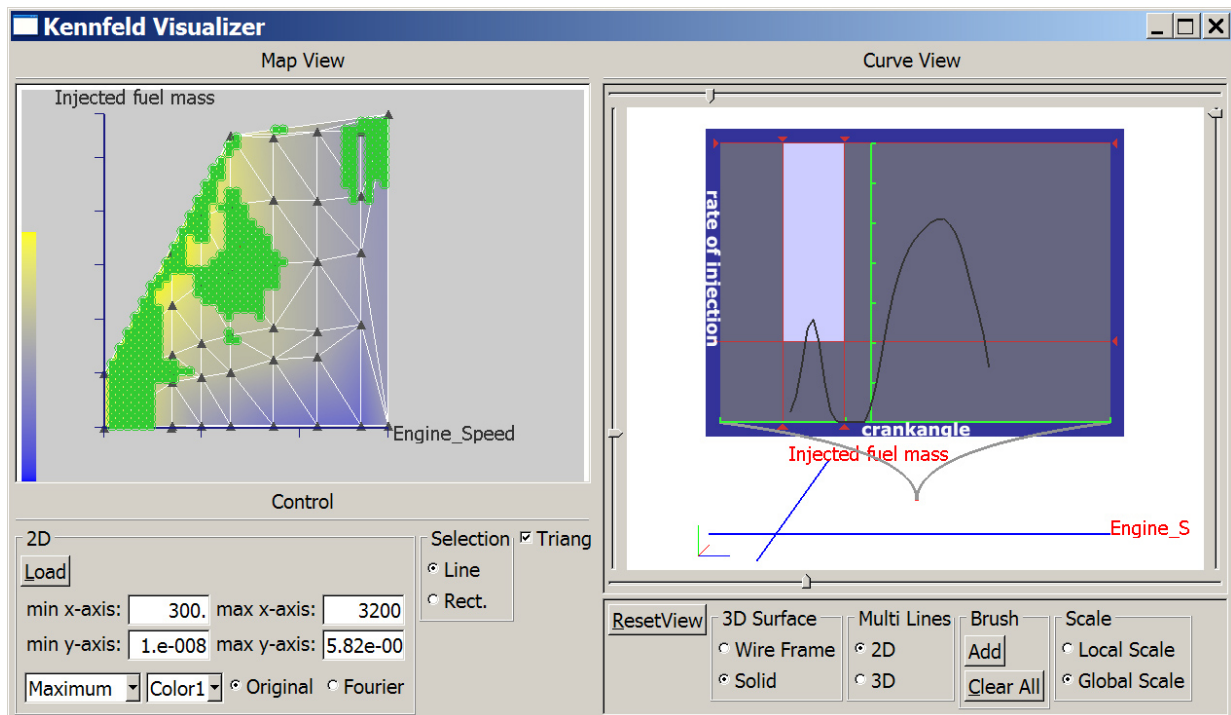 Kennfeld Visualizer
Map View
Curve View
Injected fuel mass
Engine_Speed
rate of injection
crankangle
Injected fuel mass
Engine_S
Control
2D
Load
min x-axis: 300. max x-axis: 3200
min y-axis: 1.e-008 max y-axis: 5.82e-00
Maximum Color1 Original Fourier
Selection
Line
Rect.
Triang
ResetView
3D Surface
Wire Frame
Solid
Multi Lines
2D
3D
Brush
Add
Clear All
Scale
Local Scale
Global Scale